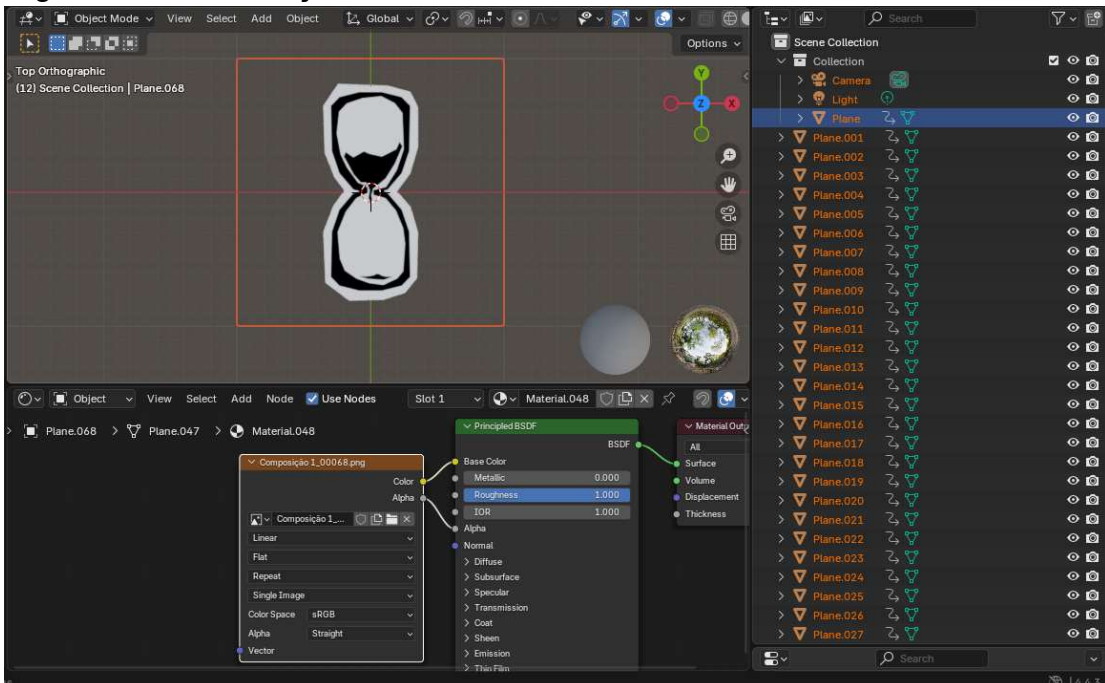 Object Mode View Select Add Object Global
Options
Top Orthographic
(12) Scene Collection | Plane.068
Y
Z X
Object View Select Add Node Use Nodes Slot 1 Material.048
Plane.068 > Plane.047 > Material.048
Composição 1_00068.png
Color
Alpha
Composição 1_...
Linear
Flat
Repeat
Single Image
Color Space sRGB
Alpha Straight
Vector
Principled BSDF
BSDF
Base Color
Metallic 0.000
Roughness 1.000
IOR 1.000
Alpha
Normal
Diffuse
Subsurface
Specular
Transmission
Coat
Sheen
Emission
Thin Film
Material Outp
All
Surface
Volume
Displacement
Thickness
Search
Scene Collection
Collection
Camera
Light
Plane
Plane.001
Plane.002
Plane.003
Plane.004
Plane.005
Plane.006
Plane.007
Plane.008
Plane.009
Plane.010
Plane.011
Plane.012
Plane.013
Plane.014
Plane.015
Plane.016
Plane.017
Plane.018
Plane.019
Plane.020
Plane.021
Plane.022
Plane.023
Plane.024
Plane.025
Plane.026
Plane.027
Search